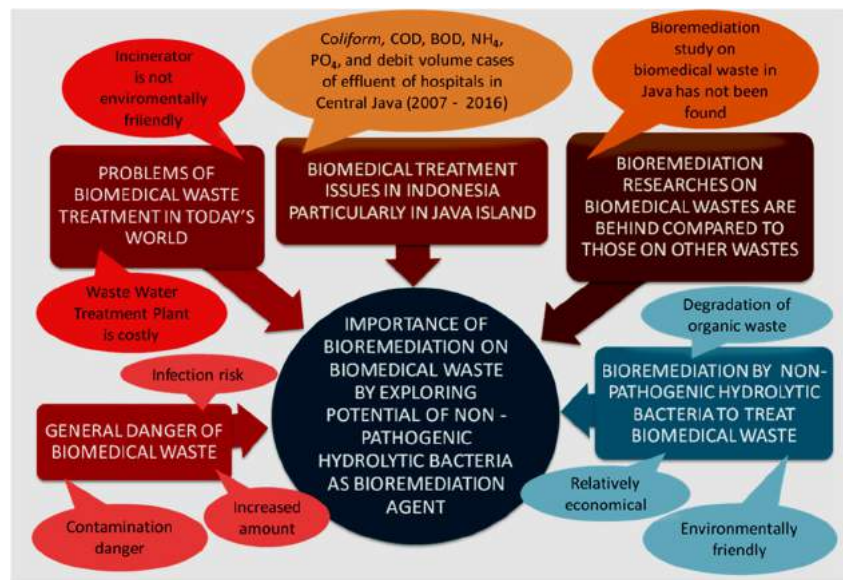 Incinerator
is not
enviromentally
friiendly
Coliform, COD, BOD, NH₄,
PO₄, and debit volume cases
of effluent of hospitals in
Central Java (2007 - 2016)
Bioremediation
study on
biomedical waste in
Java has not been
found
PROBLEMS OF
BIOMEDICAL WASTE
TREATMENT IN TODAY'S
WORLD
BIOMEDICAL TREATMENT
ISSUES IN INDONESIA
PARTICULARLY IN JAVA ISLAND
BIOREMEDIATION
RESEARCHES ON
BIOMEDICAL WASTES ARE
BEHIND COMPARED TO
THOSE ON OTHER WASTES
Waste Water
Treatment Plant
is costly
Degradation of
organic waste
IMPORTANCE OF
BIOREMEDIATION ON
BIOMEDICAL WASTE
BY EXPLORING
POTENTIAL OF NON -
PATHOGENIC
HYDROLYTIC BACTERIA
AS BIOREMEDIATION
AGENT
Infection risk
GENERAL DANGER OF
BIOMEDICAL WASTE
Contamination
danger
Increased
amount
BIOREMEDIATION BY NON-
PATHOGENIC HYDROLYTIC
BACTERIA TO TREAT
BIOMEDICAL WASTE
Relatively
economical
Environmentally
friendly